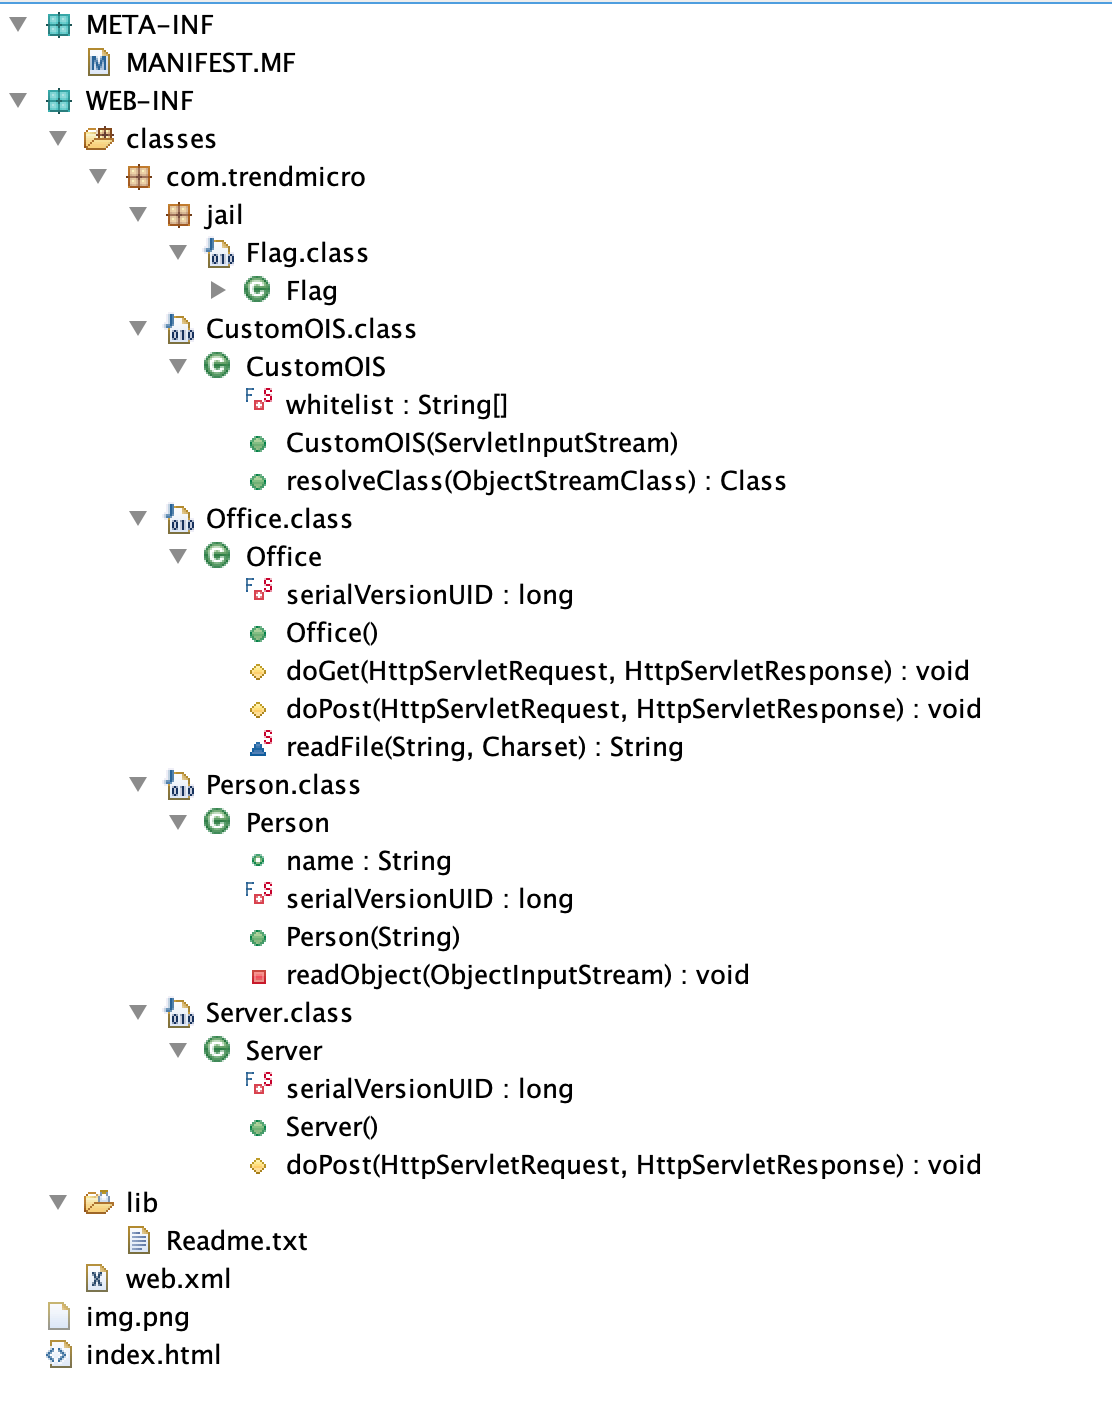 META-INF
MANIFEST.MF
WEB-INF
classes
com.trendmicro
jail
Flag.class
Flag
CustomOIS.class
CustomOIS
whitelist : String[]
CustomOIS(ServletInputStream)
resolveClass(ObjectStreamClass) : Class
Office.class
Office
serialVersionUID : long
Office()
doGet(HttpServletRequest, HttpServletResponse) : void
doPost(HttpServletRequest, HttpServletResponse) : void
readFile(String, Charset) : String
Person.class
Person
name : String
serialVersionUID : long
Person(String)
readObject(ObjectInputStream) : void
Server.class
Server
serialVersionUID : long
Server()
doPost(HttpServletRequest, HttpServletResponse) : void
lib
Readme.txt
web.xml
img.png
index.html